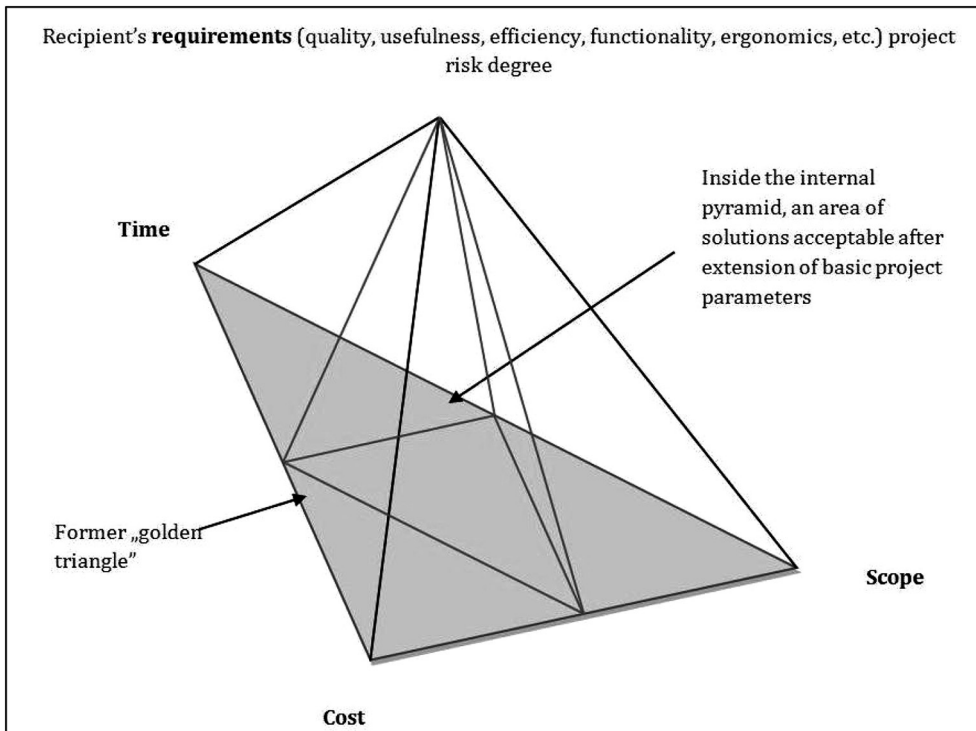 Recipient's requirements (quality, usefulness, efficiency, functionality, ergonomics, etc.) project
risk degree
Inside the internal
pyramid, an area of
solutions acceptable after
extension of basic project
parameters
Time
Former „golden
triangle”
Scope
Cost